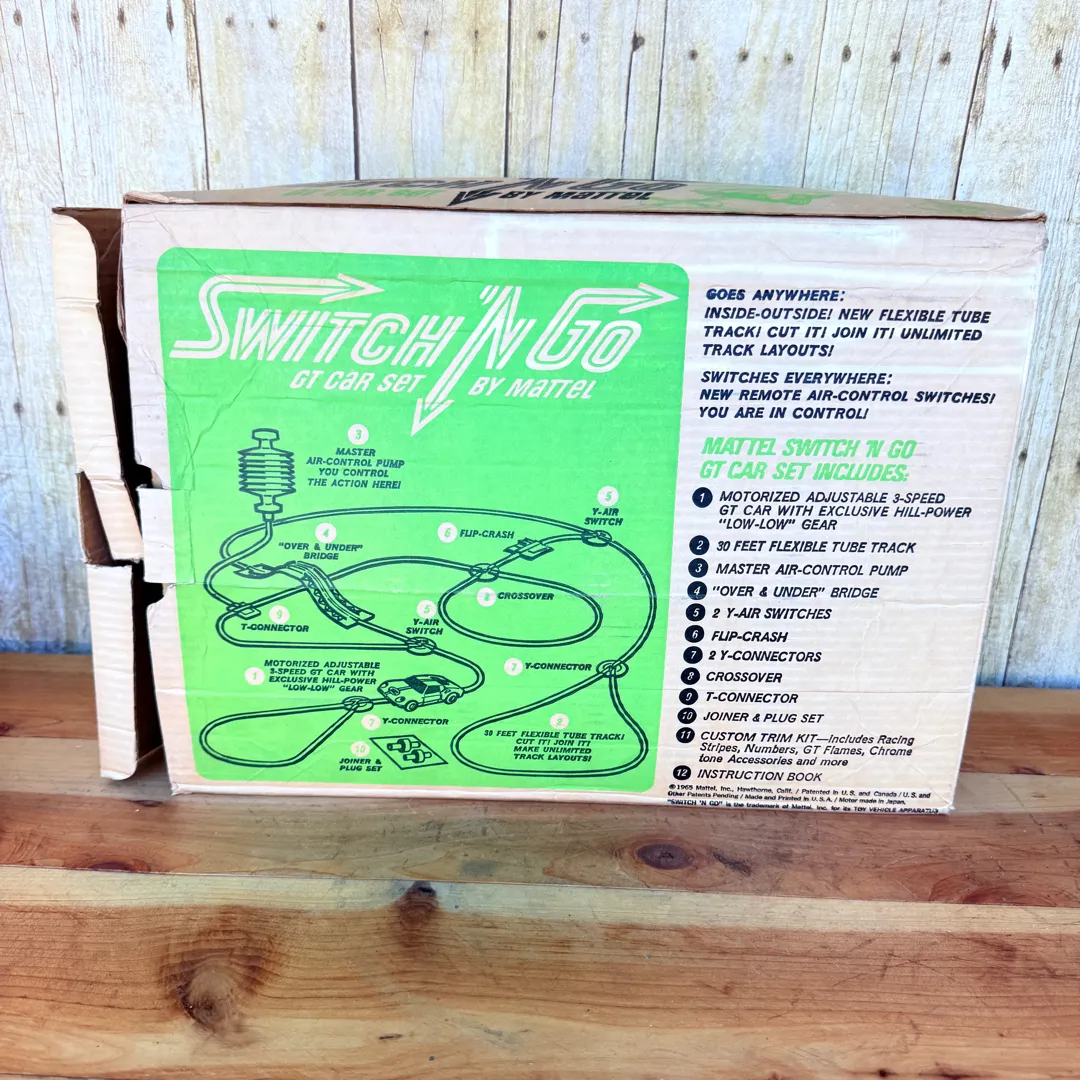 BY MATTEL
SWITCH 'N GO
GT CAR SET BY MATTEL
3
MASTER
AIR-CONTROL PUMP
YOU CONTROL
THE ACTION HERE!
5
Y-AIR
SWITCH
4
"OVER & UNDER"
BRIDGE
6 FLIP-CRASH
8 CROSSOVER
9
T-CONNECTOR
5
Y-AIR
SWITCH
1
MOTORIZED ADJUSTABLE
3-SPEED GT CAR WITH
EXCLUSIVE HILL-POWER
"LOW-LOW" GEAR
7 Y-CONNECTOR
7
Y-CONNECTOR
2
30 FEET FLEXIBLE TUBE TRACK!
CUT IT! JOIN IT!
MAKE UNLIMITED
TRACK LAYOUTS!
10
JOINER &
PLUG SET
GOES ANYWHERE:
INSIDE-OUTSIDE! NEW FLEXIBLE TUBE
TRACK! CUT IT! JOIN IT! UNLIMITED
TRACK LAYOUTS!
SWITCHES EVERYWHERE:
NEW REMOTE AIR-CONTROL SWITCHES!
YOU ARE IN CONTROL!
MATTEL SWITCH 'N GO
GT CAR SET INCLUDES:
1 MOTORIZED ADJUSTABLE 3-SPEED
GT CAR WITH EXCLUSIVE HILL-POWER
"LOW-LOW" GEAR
2 30 FEET FLEXIBLE TUBE TRACK
3 MASTER AIR-CONTROL PUMP
4 "OVER & UNDER" BRIDGE
5 2 Y-AIR SWITCHES
6 FLIP-CRASH
7 2 Y-CONNECTORS
8 CROSSOVER
9 T-CONNECTOR
10 JOINER & PLUG SET
11 CUSTOM TRIM KIT—Includes Racing
Stripes, Numbers, GT Flames, Chrome
tone Accessories and more
12 INSTRUCTION BOOK
©1965 Mattel, Inc., Hawthorne, Calif. / Patented in U.S. and Canada / U.S. and
Other Patents Pending / Made and Printed in U.S.A. / Motor made in Japan.
"SWITCH 'N GO" is the trademark of Mattel, Inc. for its TOY VEHICLE APPARATUS